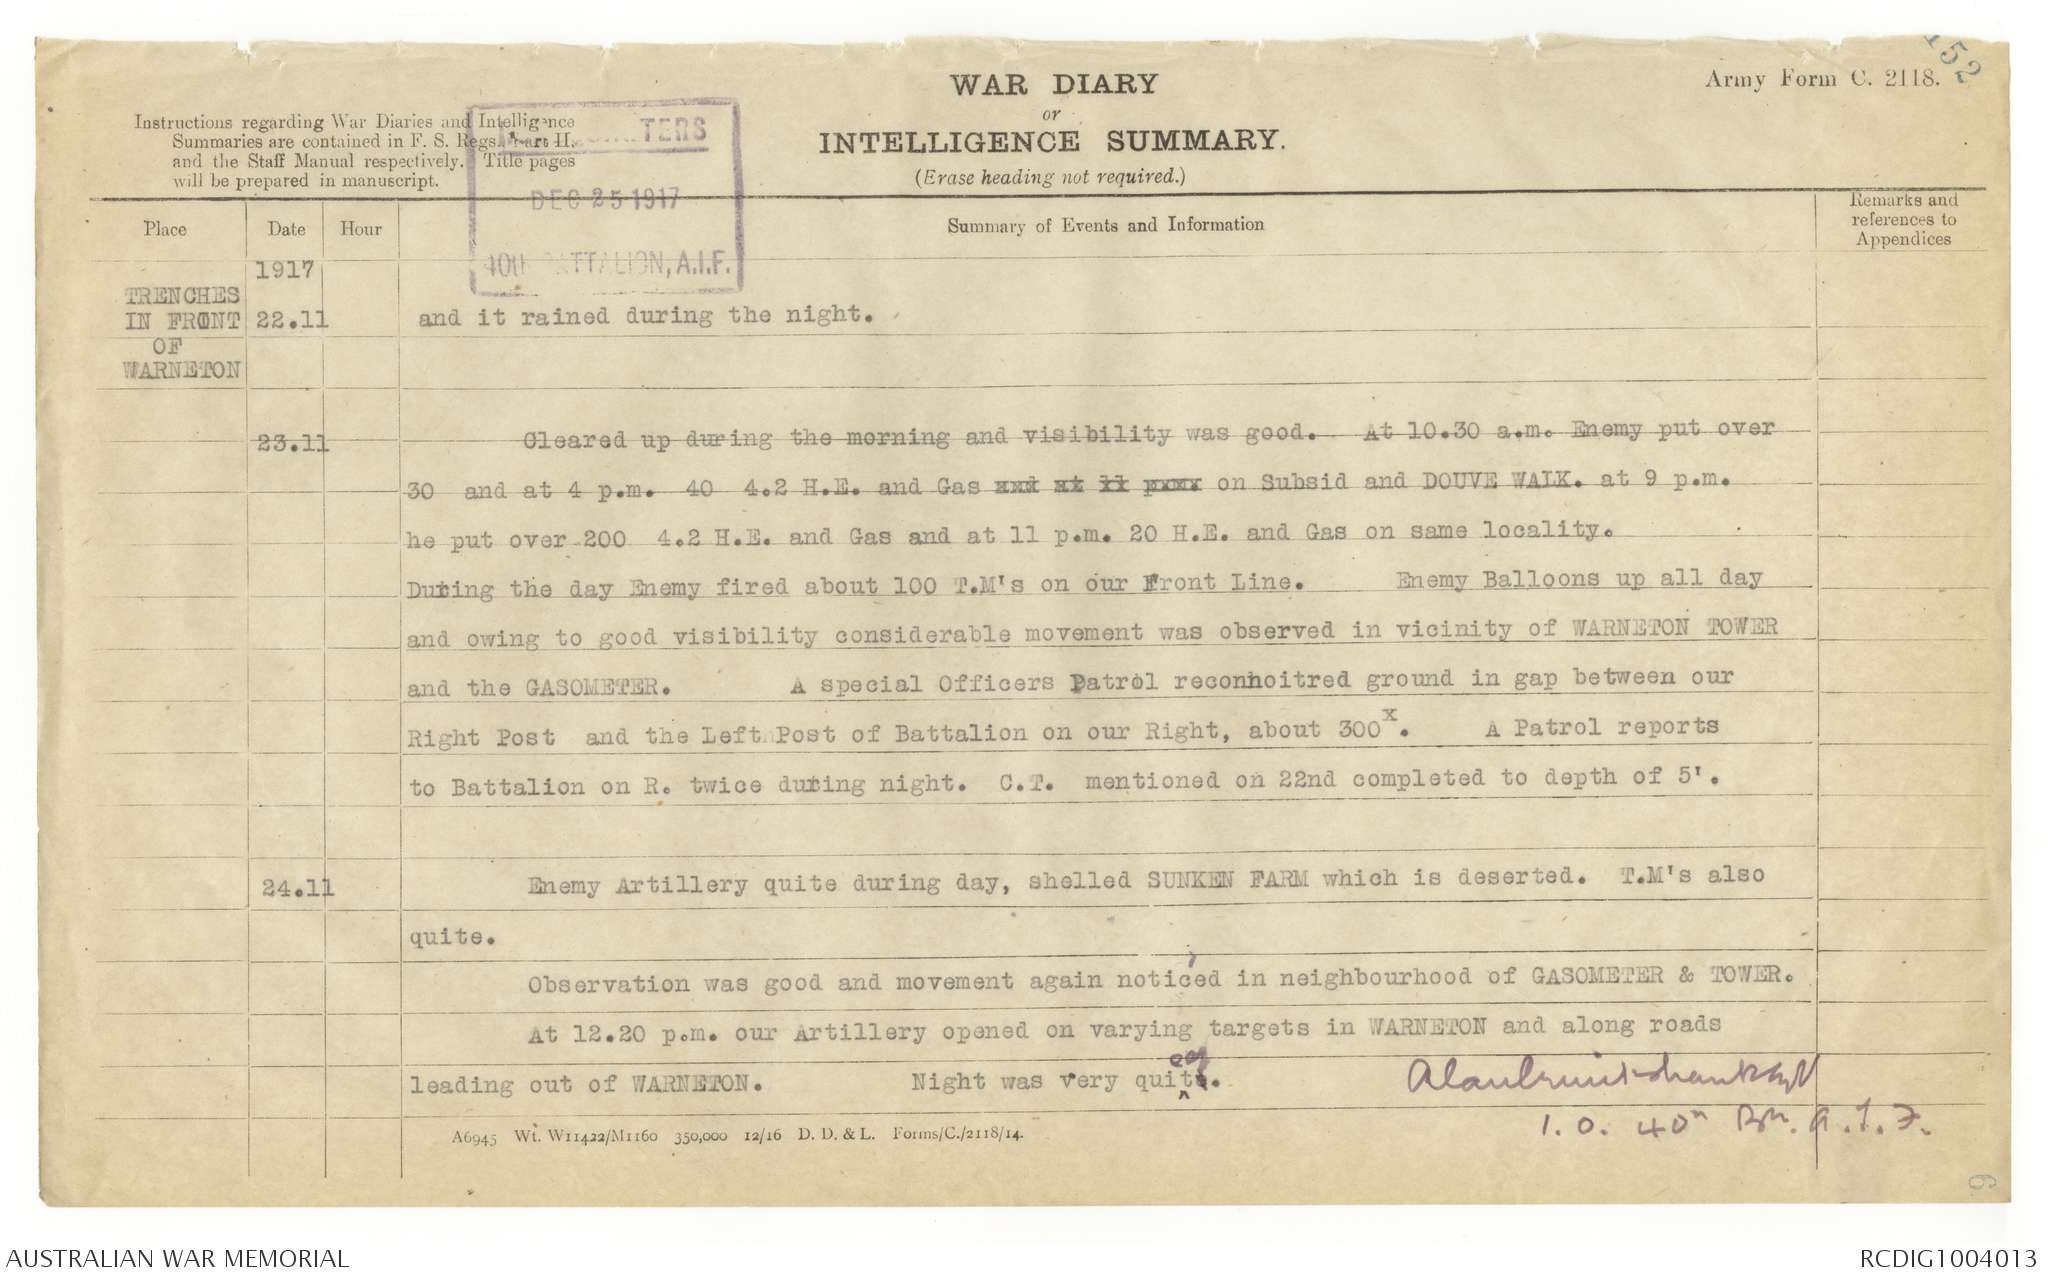 152
Army Form C. 2118.
WAR DIARY
or
INTELLIGENCE SUMMARY.
(Erase heading not required.)
Instructions regarding War Diaries and Intelligence
Summaries are contained in F. S. Regs., Part II.
and the Staff Manual respectively. Title pages
will be prepared in manuscript.
DEC 25 1917
40th BATTALION, A.I.F.
Place
Date
Hour
Summary of Events and Information
Remarks and
references to
Appendices
1917
TRENCHES
IN FRONT 22.11 and it rained during the night.
OF
WARNETON
23.11 Cleared up during the morning and visibility was good. At 10.30 a.m. Enemy put over
30 and at 4 p.m. 40 4.2 H.E. and Gas on Subsid and DOUVE WALK. at 9 p.m.
he put over 200 4.2 H.E. and Gas and at 11 p.m. 20 H.E. and Gas on same locality.
During the day Enemy fired about 100 T.M's on our Front Line. Enemy Balloons up all day
and owing to good visibility considerable movement was observed in vicinity of WARNETON TOWER
and the GASOMETER. A special Officers Patrol reconnoitred ground in gap between our
Right Post and the Left Post of Battalion on our Right, about 300x. A Patrol reports
to Battalion on R. twice during night. C.T. mentioned on 22nd completed to depth of 5'.
24.11 Enemy Artillery quite during day, shelled SUNKEN FARM which is deserted. T.M's also
quite.
Observation was good and movement again noticed in neighbourhood of GASOMETER & TOWER.
At 12.20 p.m. our Artillery opened on varying targets in WARNETON and along roads
leading out of WARNETON. Night was very quiet.
1.O. 40th Bn. A.I.F.
A6945 Wt. W11422/M1160 350,000 12/16 D. D. & L. Forms/C./2118/14.
6
AUSTRALIAN WAR MEMORIAL
RCDIG1004013